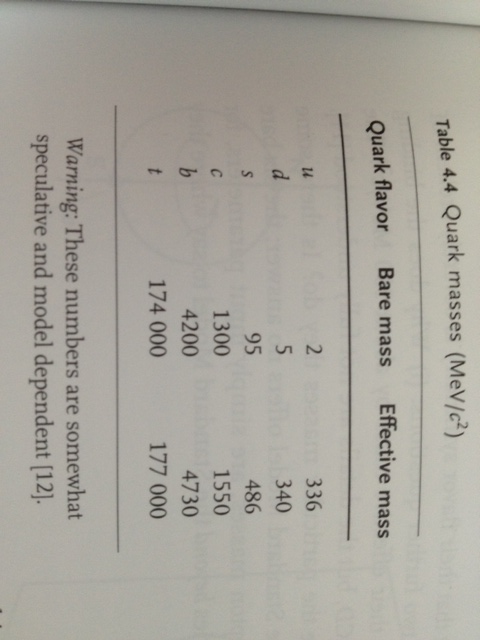 Table 4.4 Quark masses (MeV/c²)
Quark flavor Bare mass Effective mass
u 2 336
d 5 340
s 95 486
c 1300 1550
b 4200 4730
t 174 000 177 000
Warning: These numbers are somewhat
speculative and model dependent [12].